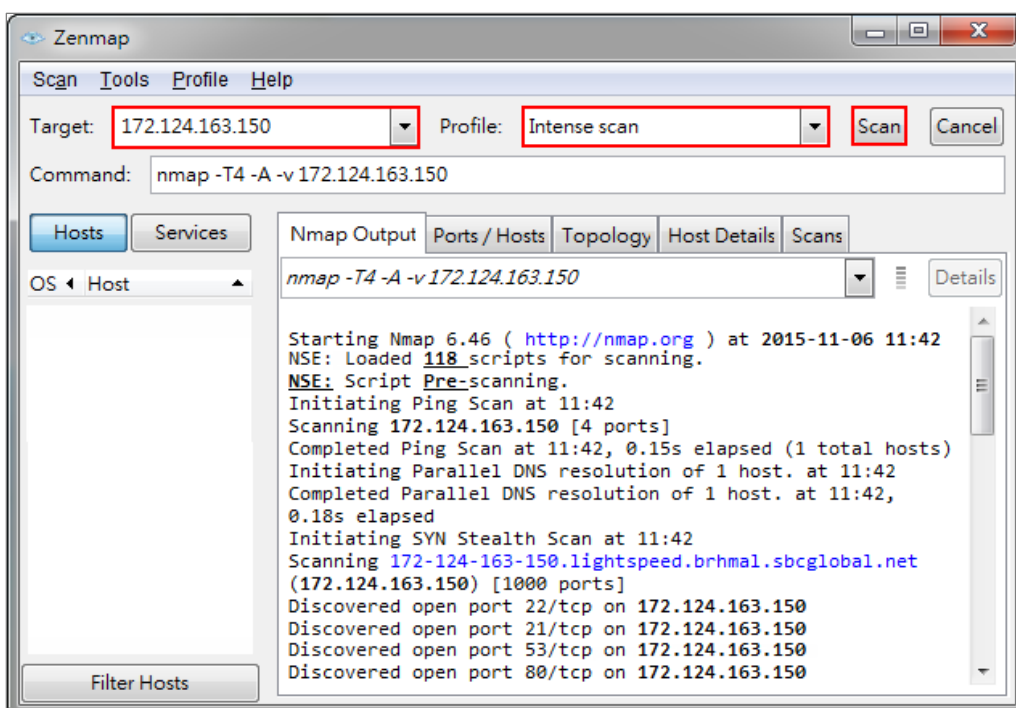 Zenmap
Scan Tools Profile Help
Target: 172.124.163.150 Profile: Intense scan Scan Cancel
Command: nmap -T4 -A -v 172.124.163.150
Hosts Services
Nmap Output Ports / Hosts Topology Host Details Scans
OS Host
nmap -T4 -A -v 172.124.163.150 Details
Starting Nmap 6.46 ( http://nmap.org ) at 2015-11-06 11:42
NSE: Loaded 118 scripts for scanning.
NSE: Script Pre-scanning.
Initiating Ping Scan at 11:42
Scanning 172.124.163.150 [4 ports]
Completed Ping Scan at 11:42, 0.15s elapsed (1 total hosts)
Initiating Parallel DNS resolution of 1 host. at 11:42
Completed Parallel DNS resolution of 1 host. at 11:42,
0.18s elapsed
Initiating SYN Stealth Scan at 11:42
Scanning 172-124-163-150.lightspeed.brhmal.sbcglobal.net
(172.124.163.150) [1000 ports]
Discovered open port 22/tcp on 172.124.163.150
Discovered open port 21/tcp on 172.124.163.150
Discovered open port 53/tcp on 172.124.163.150
Discovered open port 80/tcp on 172.124.163.150
Filter Hosts